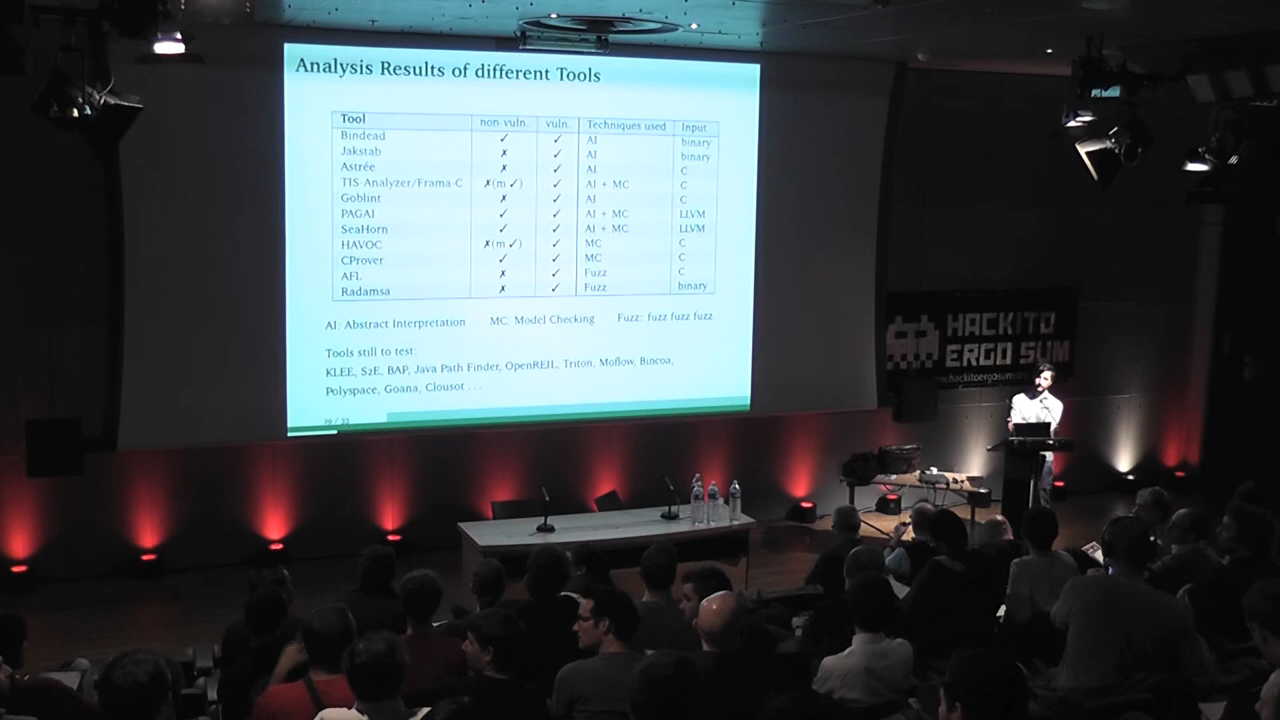 Analysis Results of different Tools
Tool non-vuln. vuln. Techniques used Input
Bindead ✓ ✓ AI binary
Jakstab ✗ ✓ AI binary
Astrée ✗ ✓ AI C
TIS-Analyzer/Frama-C ✗(m ✓) ✓ AI + MC C
Goblint ✗ ✓ AI C
PAGAI ✓ ✓ AI + MC LLVM
SeaHorn ✓ ✓ AI + MC LLVM
HAVOC ✗(m ✓) ✓ MC C
CProver ✓ ✓ MC C
AFL ✗ ✓ Fuzz C
Radamsa ✗ ✓ Fuzz binary
AI: Abstract Interpretation MC: Model Checking Fuzz: fuzz fuzz fuzz
Tools still to test:
KLEE, S2E, BAP, Java Path Finder, OpenREIL, Triton, Moflow, Bincoa,
Polyspace, Goana, Clousot . . .
19 / 33
HACKITO
ERGO SUM